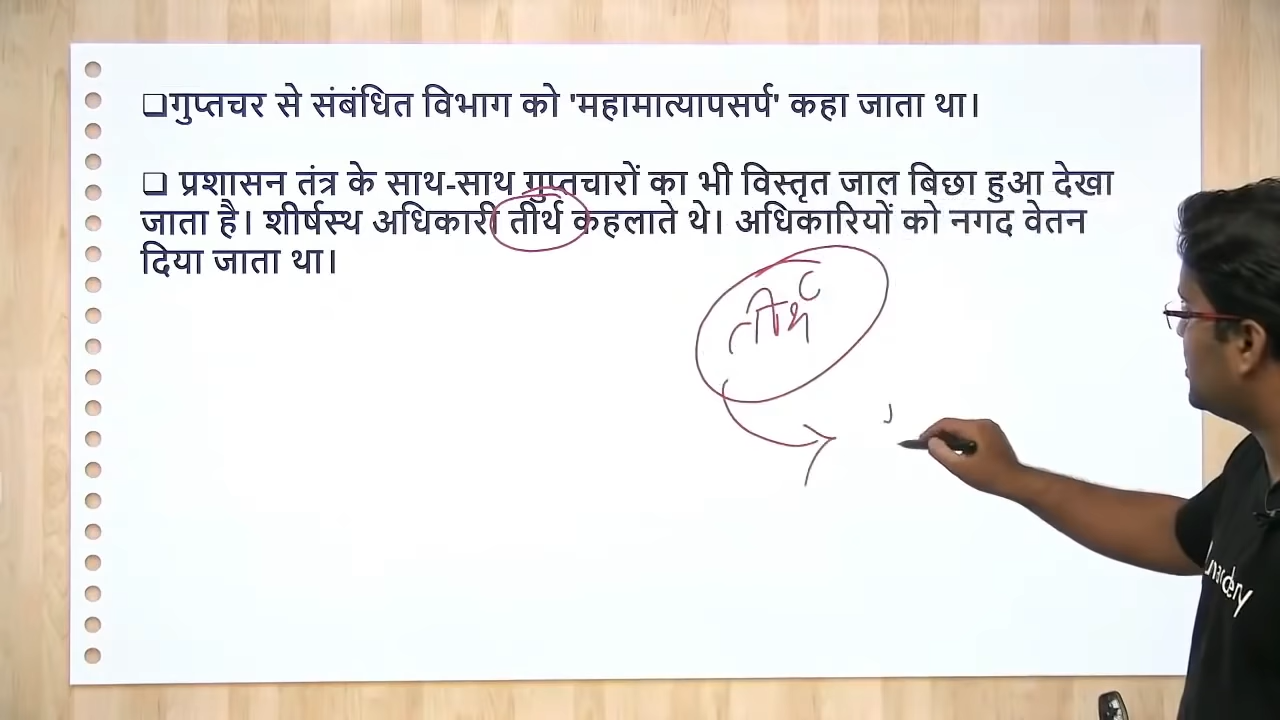 ❑गुप्तचर से संबंधित विभाग को 'महामात्यापसर्प' कहा जाता था।
❑ प्रशासन तंत्र के साथ-साथ गुप्तचारों का भी विस्तृत जाल बिछा हुआ देखा
जाता है। शीर्षस्थ अधिकारी तीर्थ कहलाते थे। अधिकारियों को नगद वेतन
दिया जाता था।
तीर्थ